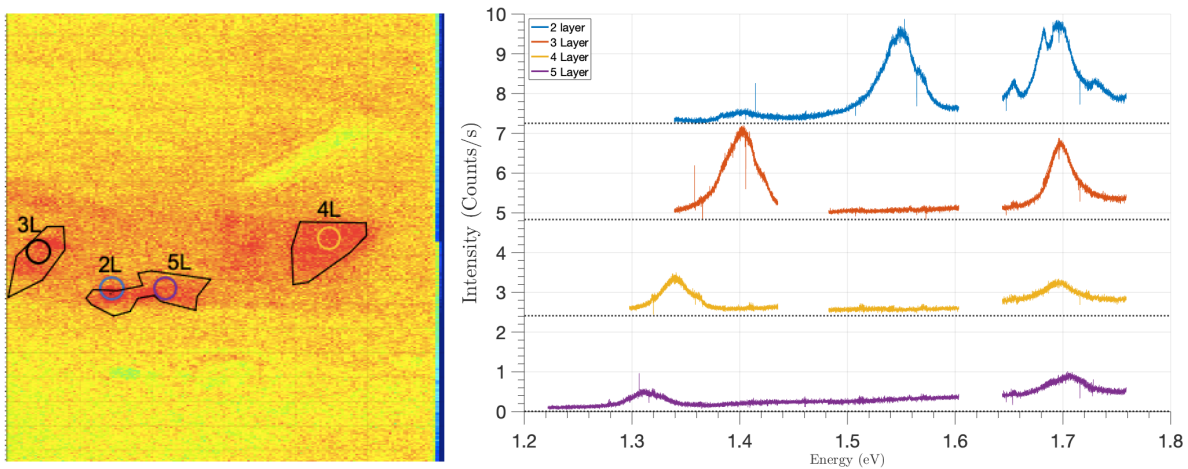 3L
2L
5L
4L
Intensity (Counts/s)
10
9
8
7
6
5
4
3
2
1
0
2 layer
3 Layer
4 Layer
5 Layer
1.2
1.3
1.4
1.5
1.6
1.7
1.8
Energy (eV)